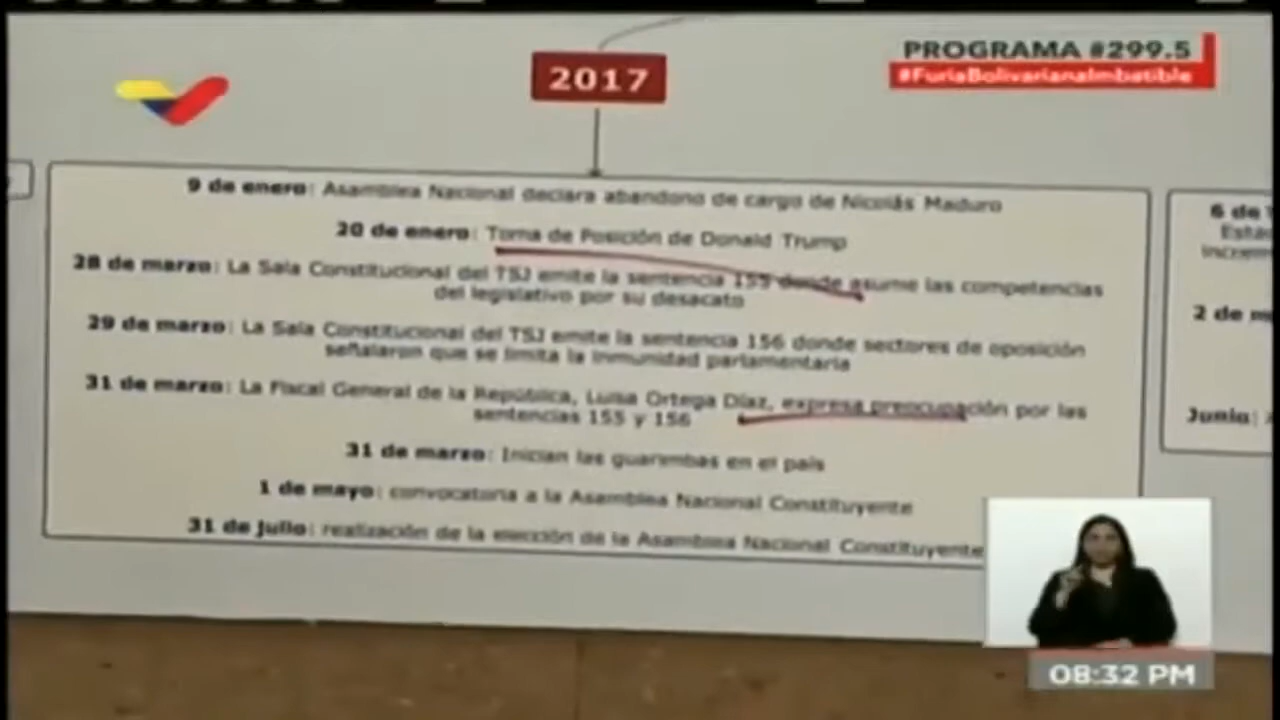 PROGRAMA #299.5
#FuriaBolivarianaImbatible
2017
9 de enero: Asamblea Nacional declara abandono de cargo de Nicolás Maduro
20 de enero: Toma de Posición de Donald Trump
28 de marzo: La Sala Constitucional del TSJ emite la sentencia 155 donde asume las competencias
del legislativo por su desacato
29 de marzo: La Sala Constitucional del TSJ emite la sentencia 156 donde sectores de oposición
señalaron que se limita la inmunidad parlamentaria
31 de marzo: La Fiscal General de la República, Luisa Ortega Díaz, expresa preocupación por las
sentencias 155 y 156
31 de marzo: Inician las guarimbas en el país
1 de mayo: convocatoria a la Asamblea Nacional Constituyente
31 de Julio: realización de la elección de la Asamblea Nacional Constituyente
6 de
2 de
Junio:
08:32 PM